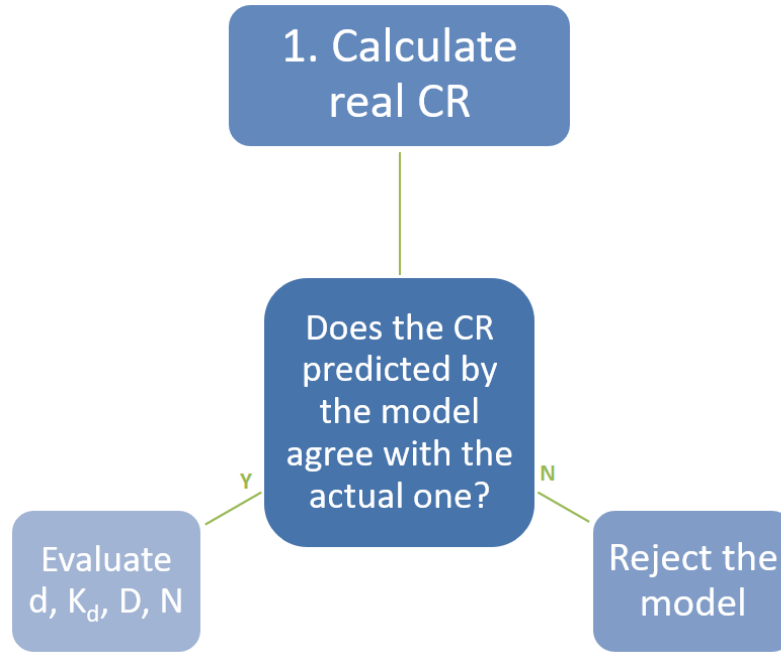 1. Calculate
real CR
Does the CR
predicted by
the model
agree with the
actual one?
Y
N
Evaluate
d, K_d, D, N
Reject the
model